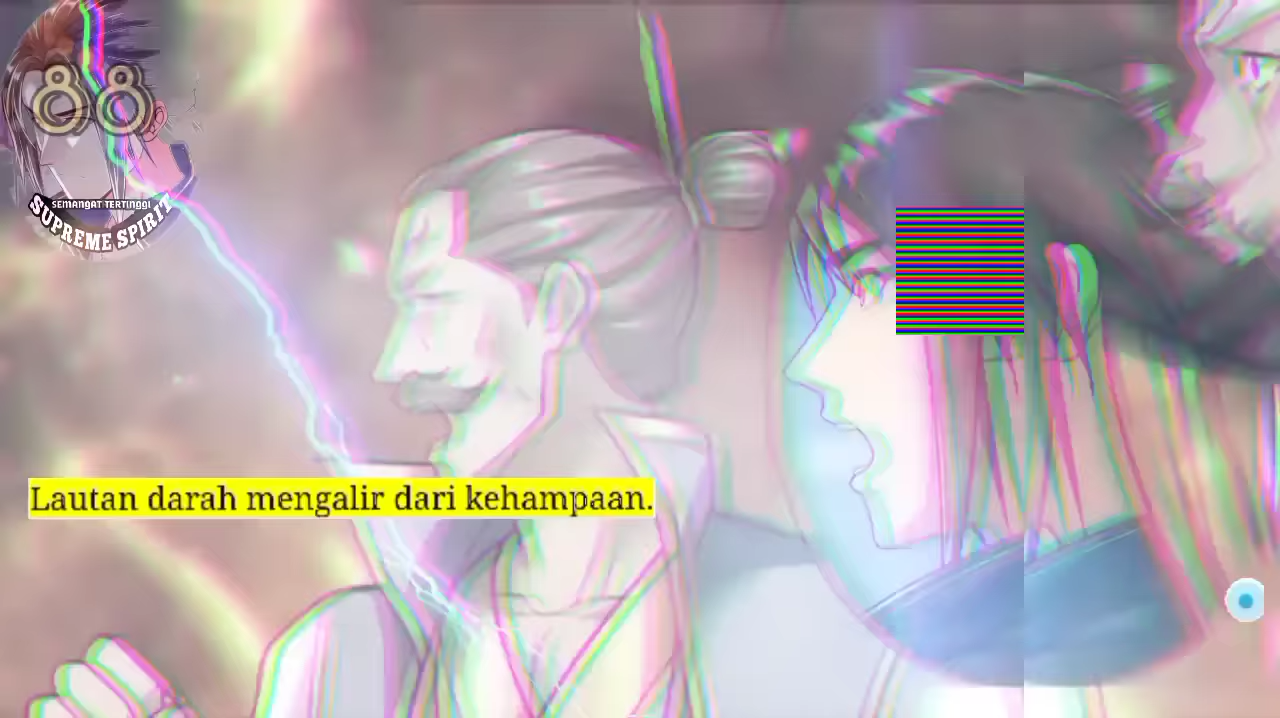 88
SEMANGAT TERTINGGI
SUPREME SPIRIT
Lautan darah mengalir dari kehampaan.